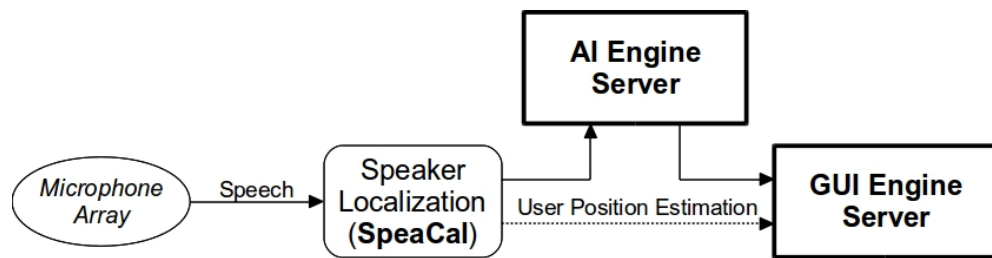 AI Engine
Server
Microphone
Array
Speech
Speaker
Localization
(SpeaCal)
User Position Estimation
GUI Engine
Server